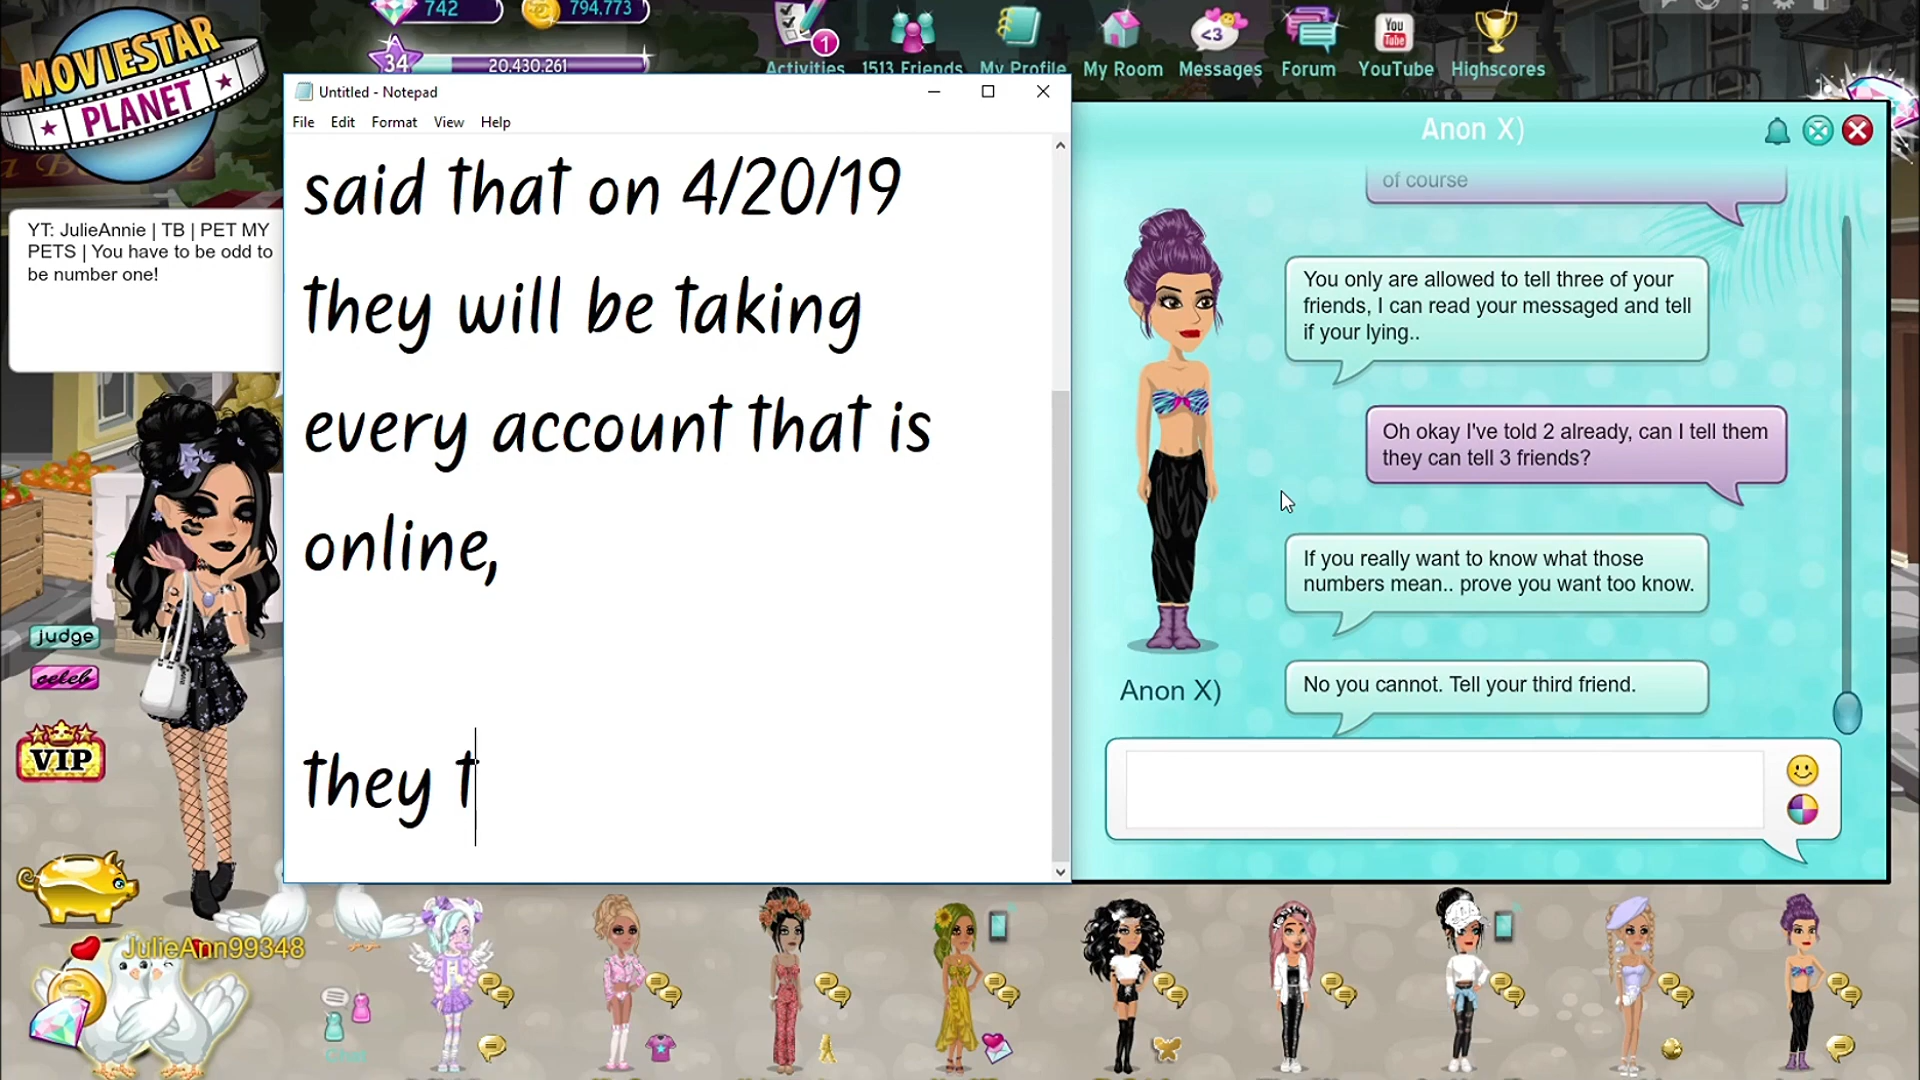 MOVIESTAR
PLANET
742
794,773
34
20.430.261
1
Activities
1513 Friends
My Profile
My Room
<3
Messages
Forum
You
Tube
YouTube
Highscores
YT: JulieAnnie | TB | PET MY
PETS | You have to be odd to
be number one!
judge
celeb
VIP
JulieAnn99348
Chat
Untitled - Notepad
File Edit Format View Help
said that on 4/20/19
they will be taking
every account that is
online,
they t
Anon X)
of course
You only are allowed to tell three of your
friends, I can read your messaged and tell
if your lying..
Oh okay I've told 2 already, can I tell them
they can tell 3 friends?
If you really want to know what those
numbers mean.. prove you want too know.
No you cannot. Tell your third friend.
Anon X)